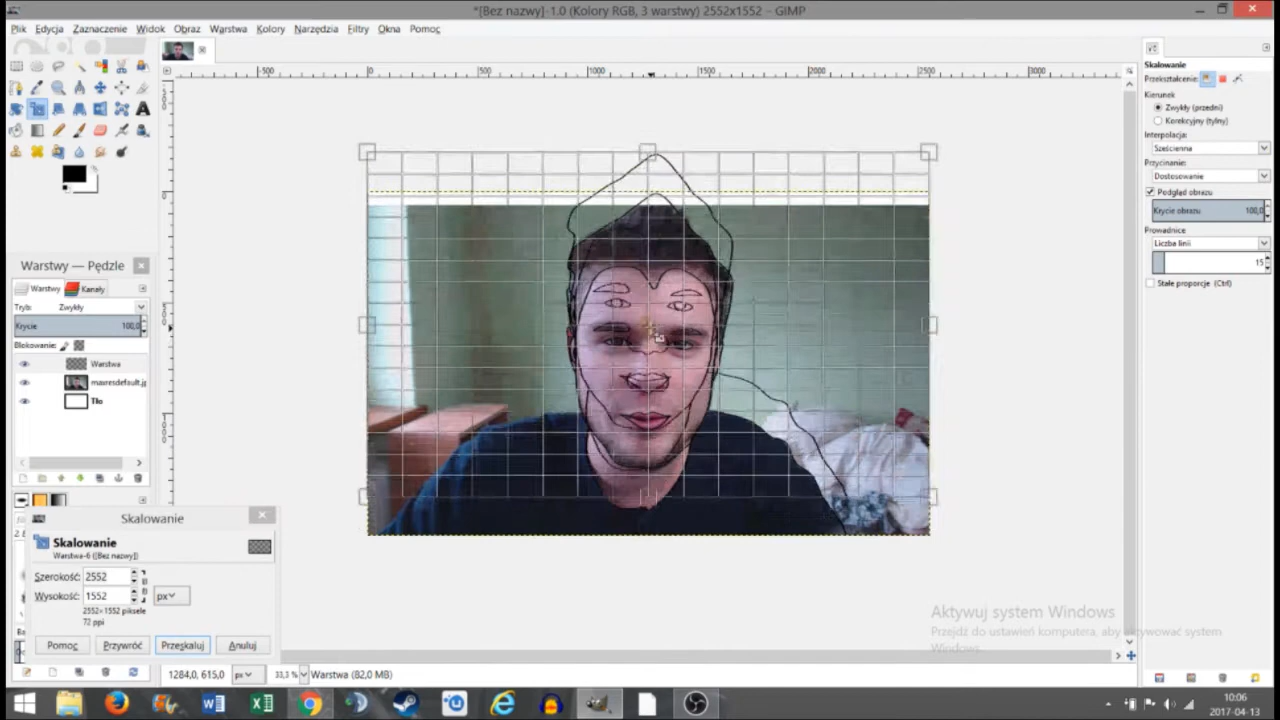 *[Bez nazwy]-1.0 (Kolory RGB, 3 warstwy) 2552x1552 – GIMP
Plik Edycja Zaznaczenie Widok Obraz Warstwa Kolory Narzędzia Filtry Okna Pomoc
-500 0 500 1000 1500 2000 2500 3000
Skalowanie
Przekształcenie:
Kierunek
Zwykły (przedni)
Korekcyjny (tylny)
Interpolacja:
Sześcienna
Przycinanie:
Dostosowanie
Podgląd obrazu
Krycie obrazu 100,0
Prowadnice
Liczba linii
15
Stałe proporcje (Ctrl)
Warstwy — Pędzle
Warstwy Kanały
Tryb: Zwykły
Krycie 100,0
Blokowanie:
Warstwa
maxresdefault.j
Tło
Skalowanie
Skalowanie
Warstwa-6 ([Bez nazwy])
Szerokość: 2552
Wysokość: 1552 px
2552×1552 piksele
72 ppi
Pomoc Przywróć Przeskaluj Anuluj
Aktywuj system Windows
Przejdź do ustawień komputera, aby aktywować system
Windows.
1284,0, 615,0 px 33,3 % Warstwa (82,0 MB)
10:06
2017-04-13